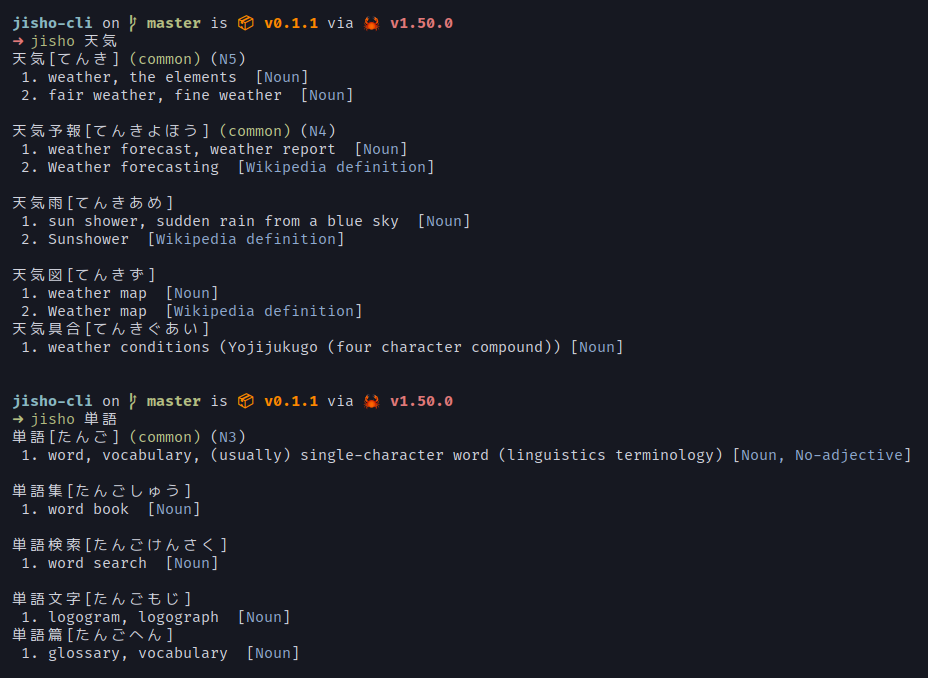 jisho-cli on master is 📦 v0.1.1 via 🦀 v1.50.0
➜ jisho 天気
天気[てんき] (common) (N5)
1. weather, the elements [Noun]
2. fair weather, fine weather [Noun]
天気予報[てんきよほう] (common) (N4)
1. weather forecast, weather report [Noun]
2. Weather forecasting [Wikipedia definition]
天気雨[てんきあめ]
1. sun shower, sudden rain from a blue sky [Noun]
2. Sunshower [Wikipedia definition]
天気図[てんきず]
1. weather map [Noun]
2. Weather map [Wikipedia definition]
天気具合[てんきぐあい]
1. weather conditions (Yojijukugo (four character compound)) [Noun]
jisho-cli on master is 📦 v0.1.1 via 🦀 v1.50.0
➜ jisho 単語
単語[たんご] (common) (N3)
1. word, vocabulary, (usually) single-character word (linguistics terminology) [Noun, No-adjective]
単語集[たんごしゅう]
1. word book [Noun]
単語検索[たんごけんさく]
1. word search [Noun]
単語文字[たんごもじ]
1. logogram, logograph [Noun]
単語篇[たんごへん]
1. glossary, vocabulary [Noun]